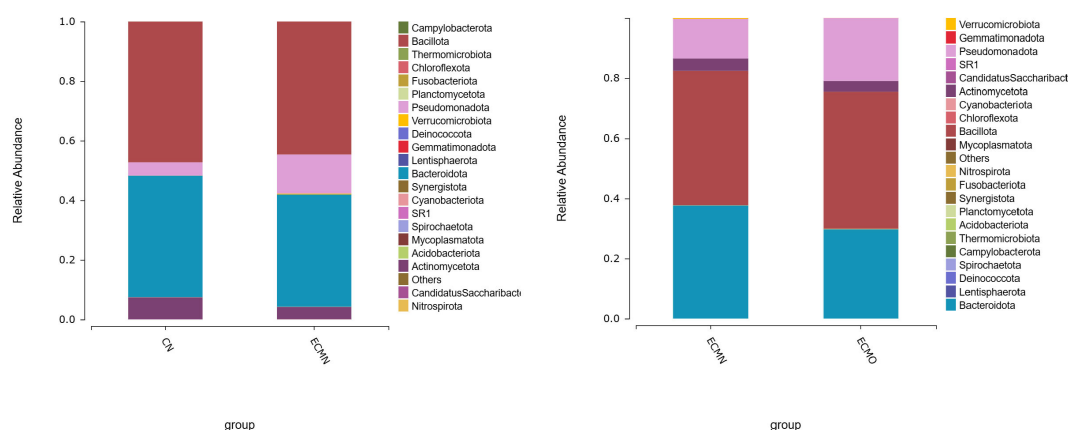 Relative Abundance
1.0
0.8
0.6
0.4
0.2
0.0
CN
ECMN
group
Campylobacterota
Bacillota
Thermomicrobiota
Chloroflexota
Fusobacteriota
Planctomycetota
Pseudomonadota
Verrucomicrobiota
Deinococcota
Gemmatimonadota
Lentisphaerota
Bacteroidota
Synergistota
Cyanobacteriota
SR1
Spirochaetota
Mycoplasmatota
Acidobacteriota
Actinomycetota
Others
CandidatusSaccharibact
Nitrospirota
Relative Abundance
0.8
0.6
0.4
0.2
0.0
ECMN
ECMO
group
Verrucomicrobiota
Gemmatimonadota
Pseudomonadota
SR1
CandidatusSaccharibact
Actinomycetota
Cyanobacteriota
Chloroflexota
Bacillota
Mycoplasmatota
Others
Nitrospirota
Fusobacteriota
Synergistota
Planctomycetota
Acidobacteriota
Thermomicrobiota
Campylobacterota
Spirochaetota
Deinococcota
Lentisphaerota
Bacteroidota